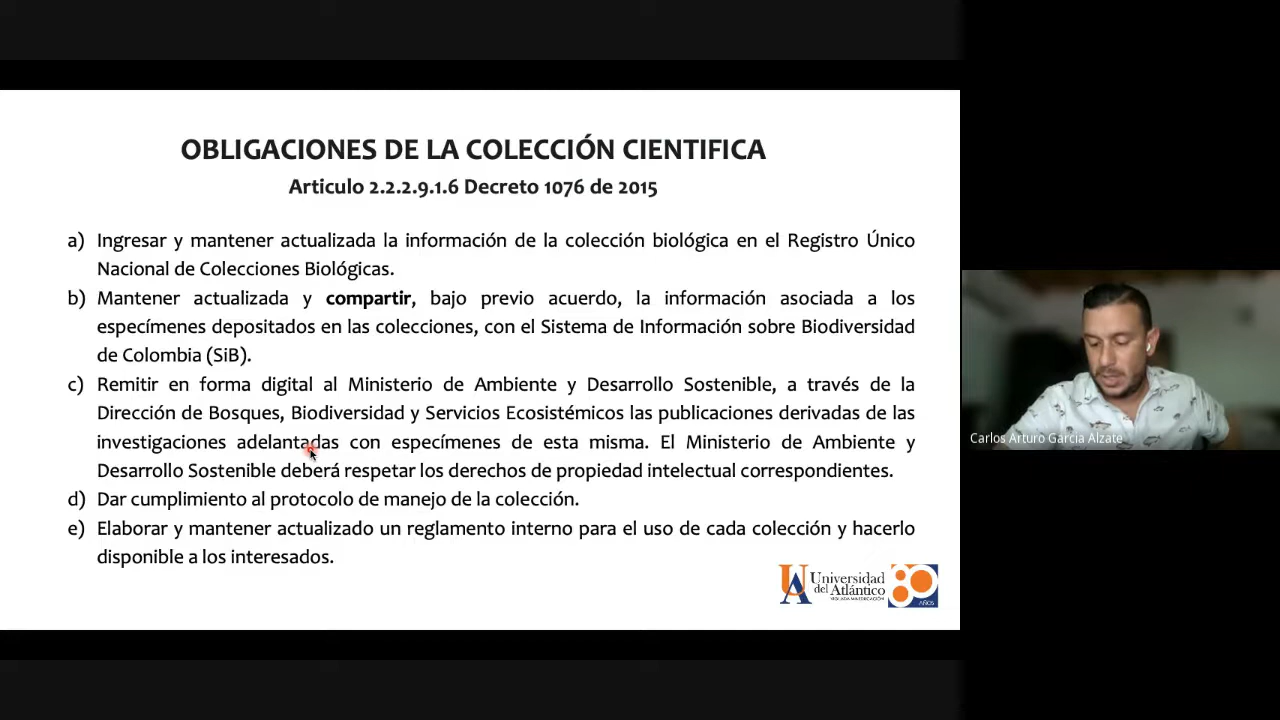 OBLIGACIONES DE LA COLECCIÓN CIENTIFICA
Articulo 2.2.2.9.1.6 Decreto 1076 de 2015
a) Ingresar y mantener actualizada la información de la colección biológica en el Registro Único
Nacional de Colecciones Biológicas.
b) Mantener actualizada y compartir, bajo previo acuerdo, la información asociada a los
especímenes depositados en las colecciones, con el Sistema de Información sobre Biodiversidad
de Colombia (SiB).
c) Remitir en forma digital al Ministerio de Ambiente y Desarrollo Sostenible, a través de la
Dirección de Bosques, Biodiversidad y Servicios Ecosistémicos las publicaciones derivadas de las
investigaciones adelantadas con especímenes de esta misma. El Ministerio de Ambiente y
Desarrollo Sostenible deberá respetar los derechos de propiedad intelectual correspondientes.
d) Dar cumplimiento al protocolo de manejo de la colección.
e) Elaborar y mantener actualizado un reglamento interno para el uso de cada colección y hacerlo
disponible a los interesados.
UA Universidad
del Atlántico
VIGILADA MINEDUCACIÓN
80
AÑOS
Carlos Arturo Garcia Alzate